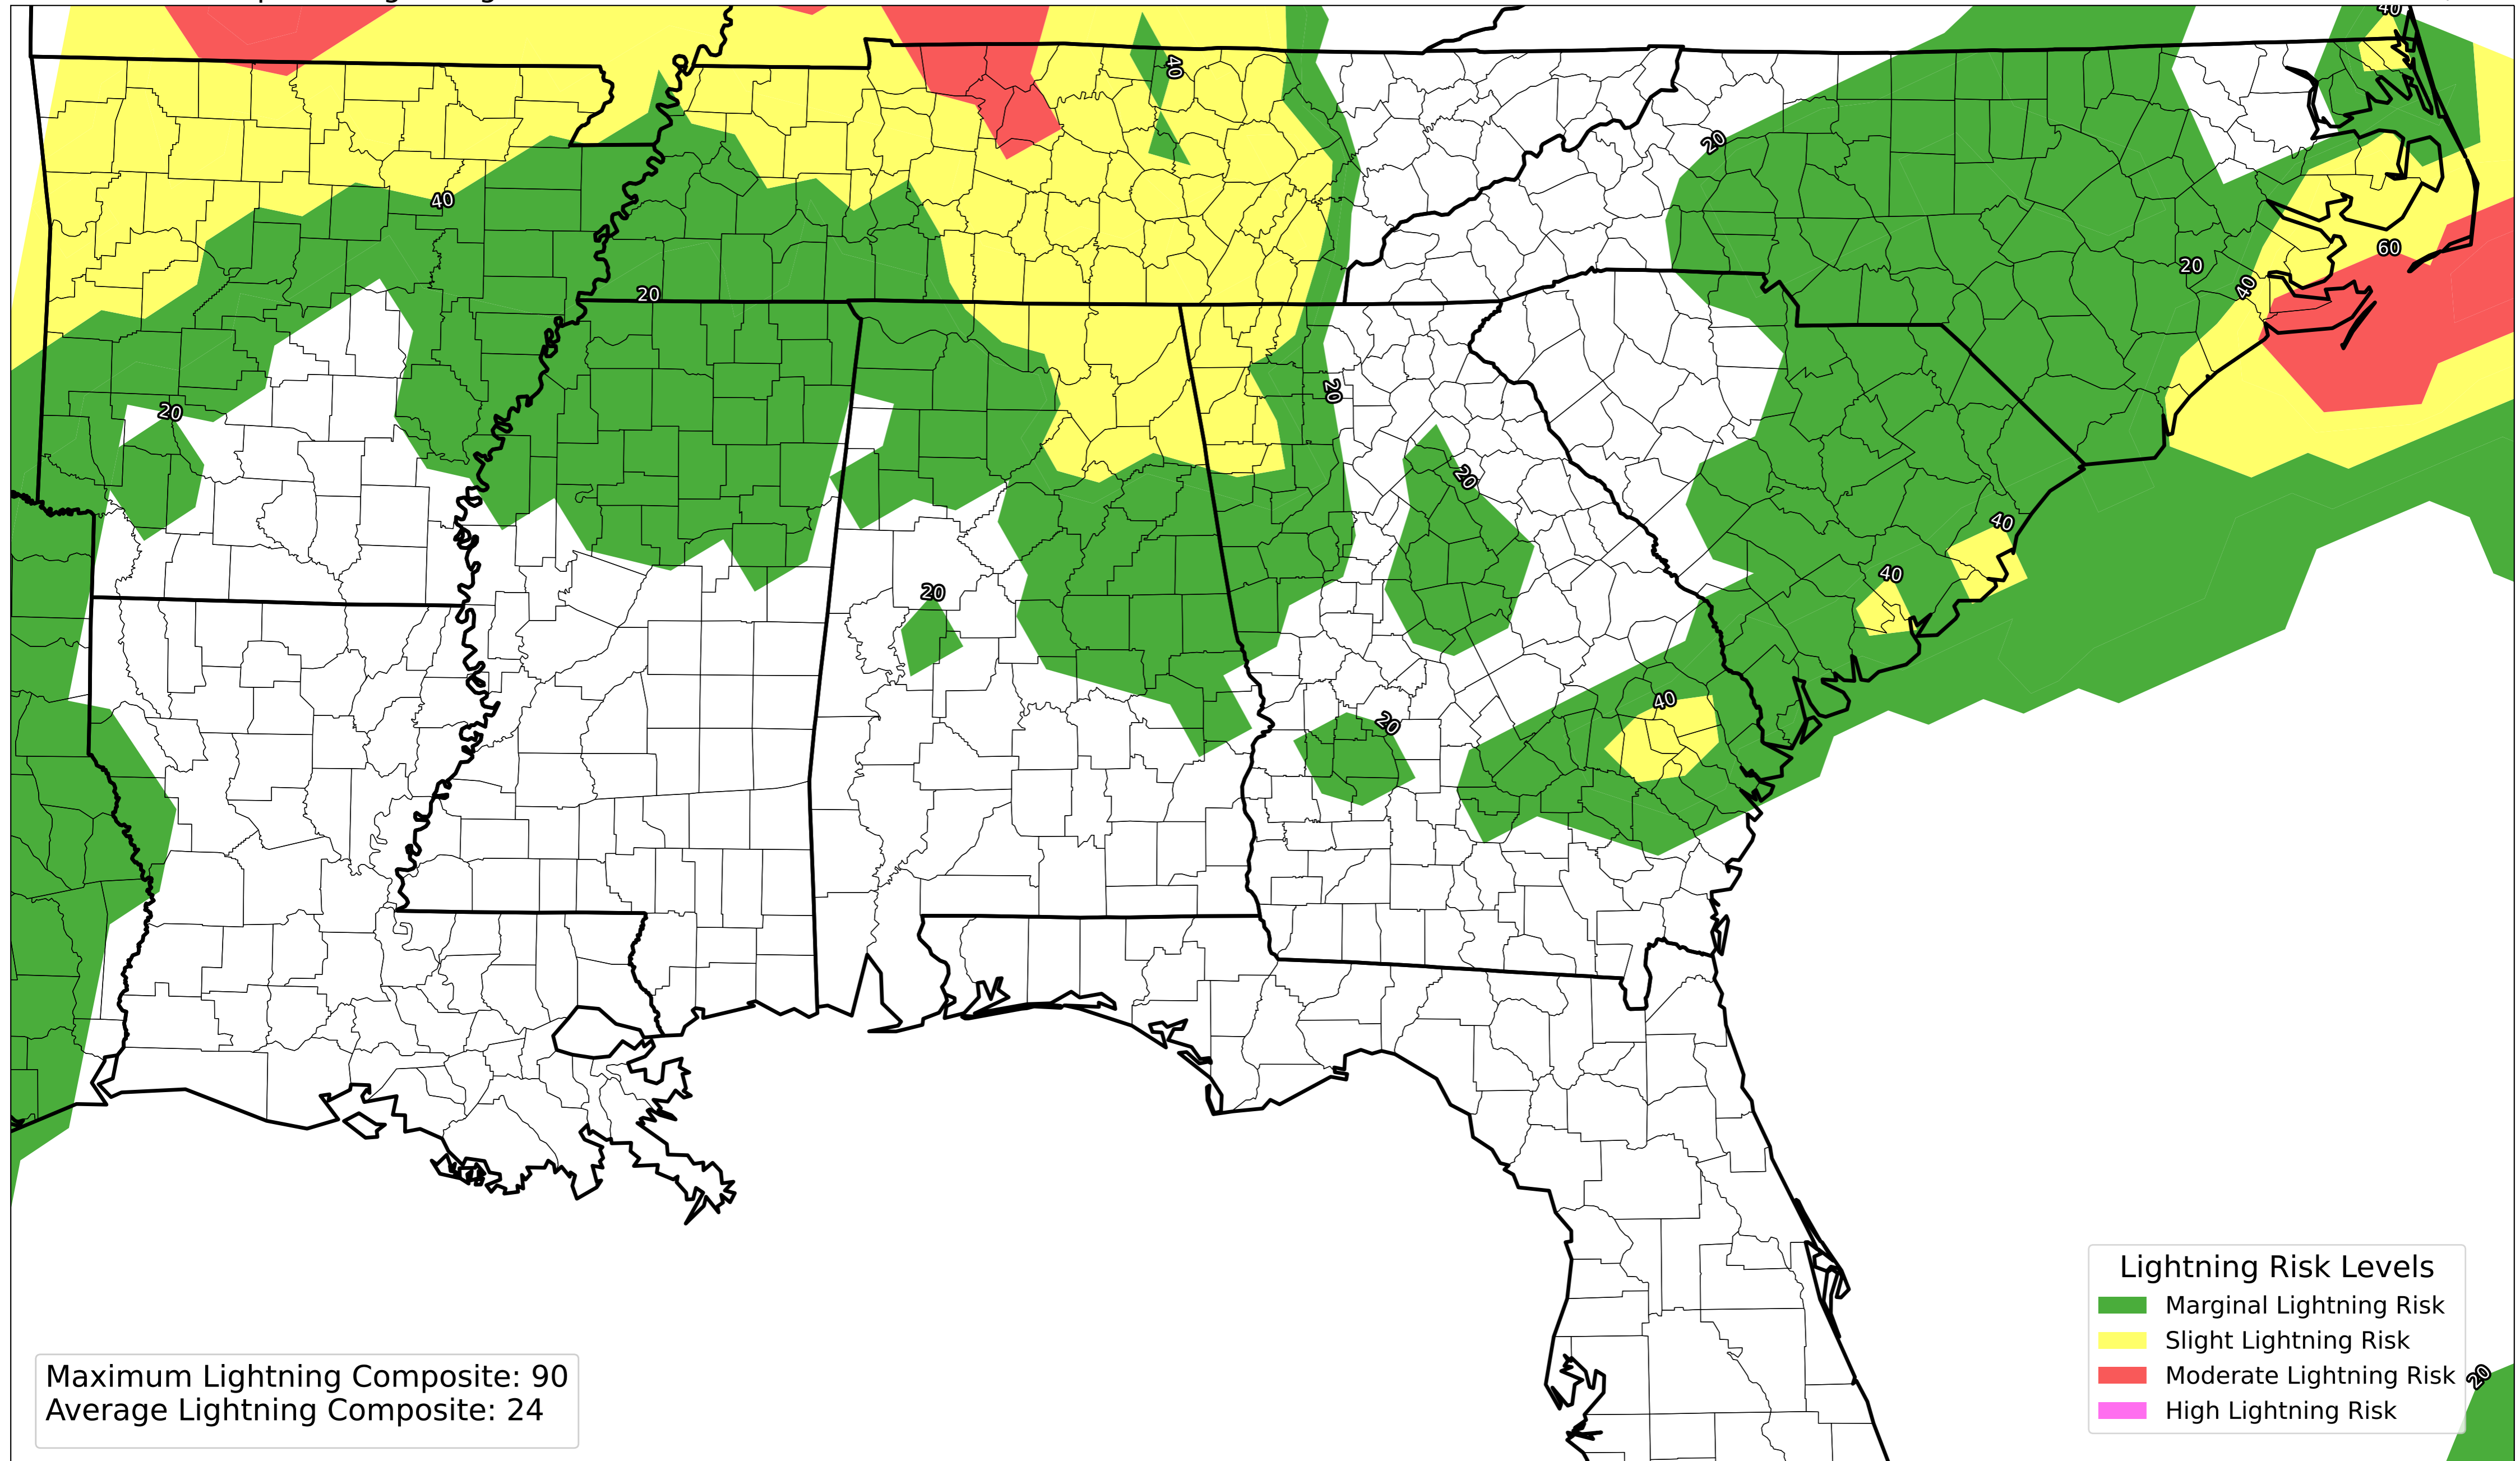 40
40
20
40
20
60
20
40
20
20
20
40
20
40
40
20
Lightning Risk Levels
Marginal Lightning Risk
Slight Lightning Risk
Moderate Lightning Risk
High Lightning Risk
20
Maximum Lightning Composite: 90
Average Lightning Composite: 24